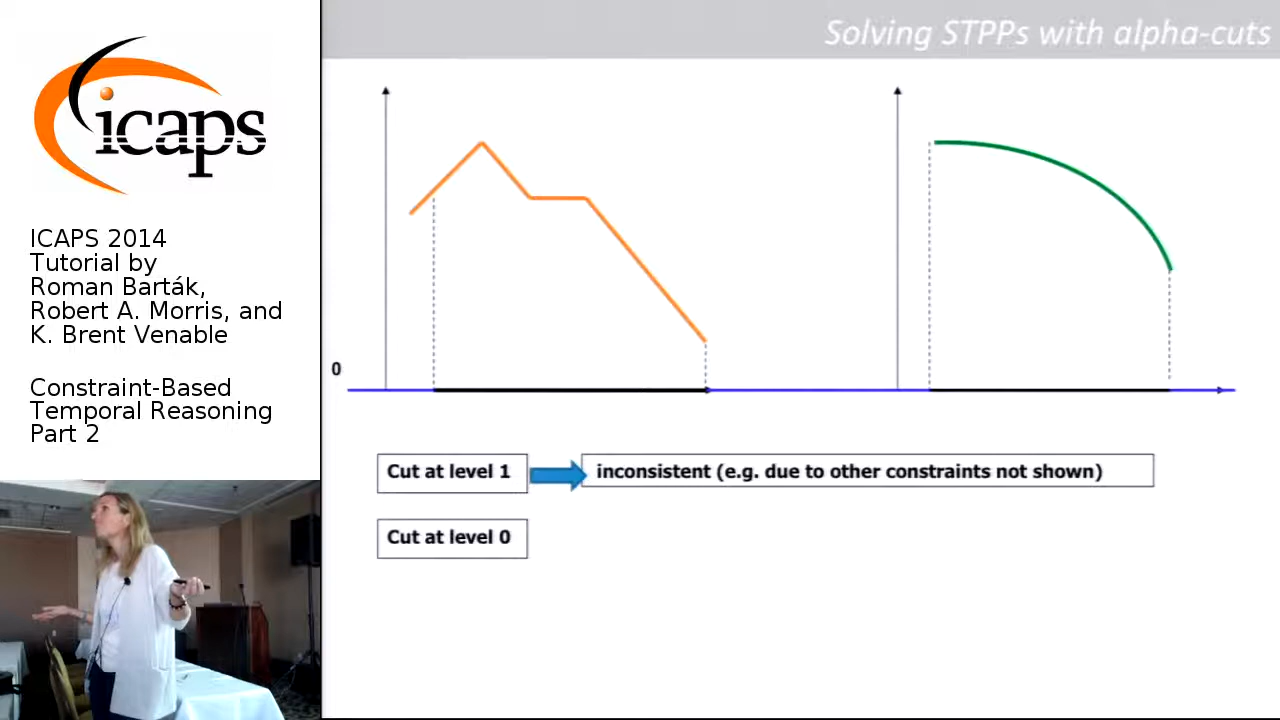 Solving STPPs with alpha-cuts
icaps
ICAPS 2014
Tutorial by
Roman Barták,
Robert A. Morris, and
K. Brent Venable
Constraint-Based
Temporal Reasoning
Part 2
0
Cut at level 1
inconsistent (e.g. due to other constraints not shown)
Cut at level 0